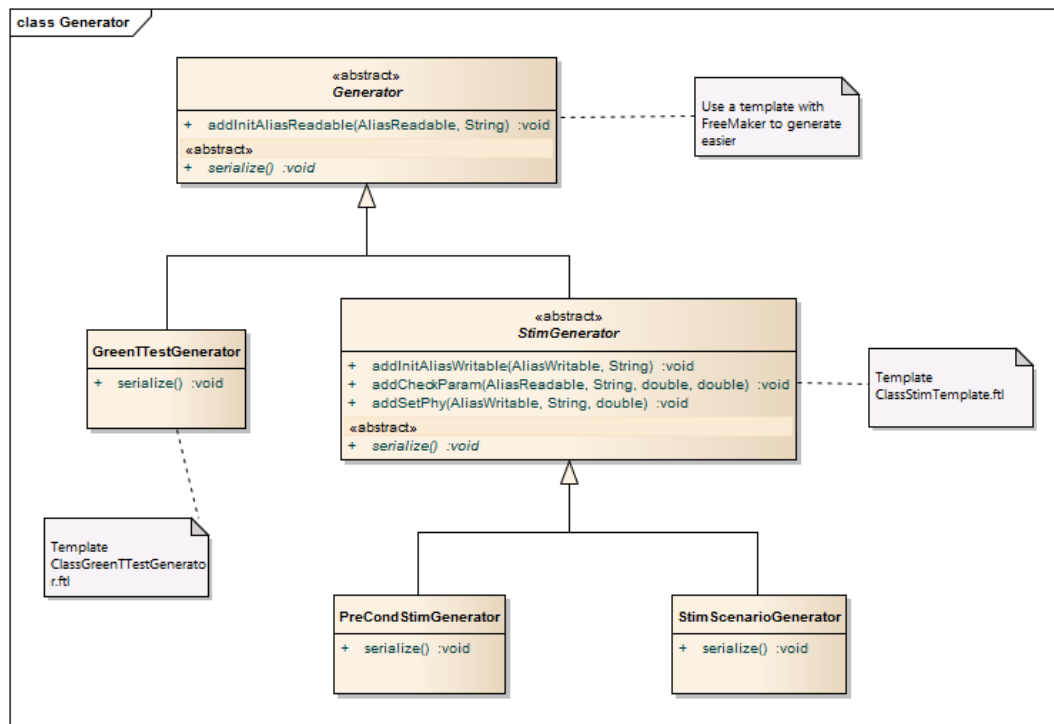 class Generator
«abstract»
Generator
+ addInitAliasReadable(AliasReadable, String) :void
«abstract»
+ serialize() :void
Use a template with
FreeMaker to generate
easier
GreenTTestGenerator
+ serialize() :void
«abstract»
StimGenerator
+ addInitAliasWritable(AliasWritable, String) :void
+ addCheckParam(AliasReadable, String, double, double) :void
+ addSetPhy(AliasWritable, String, double) :void
«abstract»
+ serialize() :void
Template
ClassStimTemplate.ftl
Template
ClassGreenTTestGenerato
r.ftl
PreCondStimGenerator
+ serialize() :void
StimScenarioGenerator
+ serialize() :void